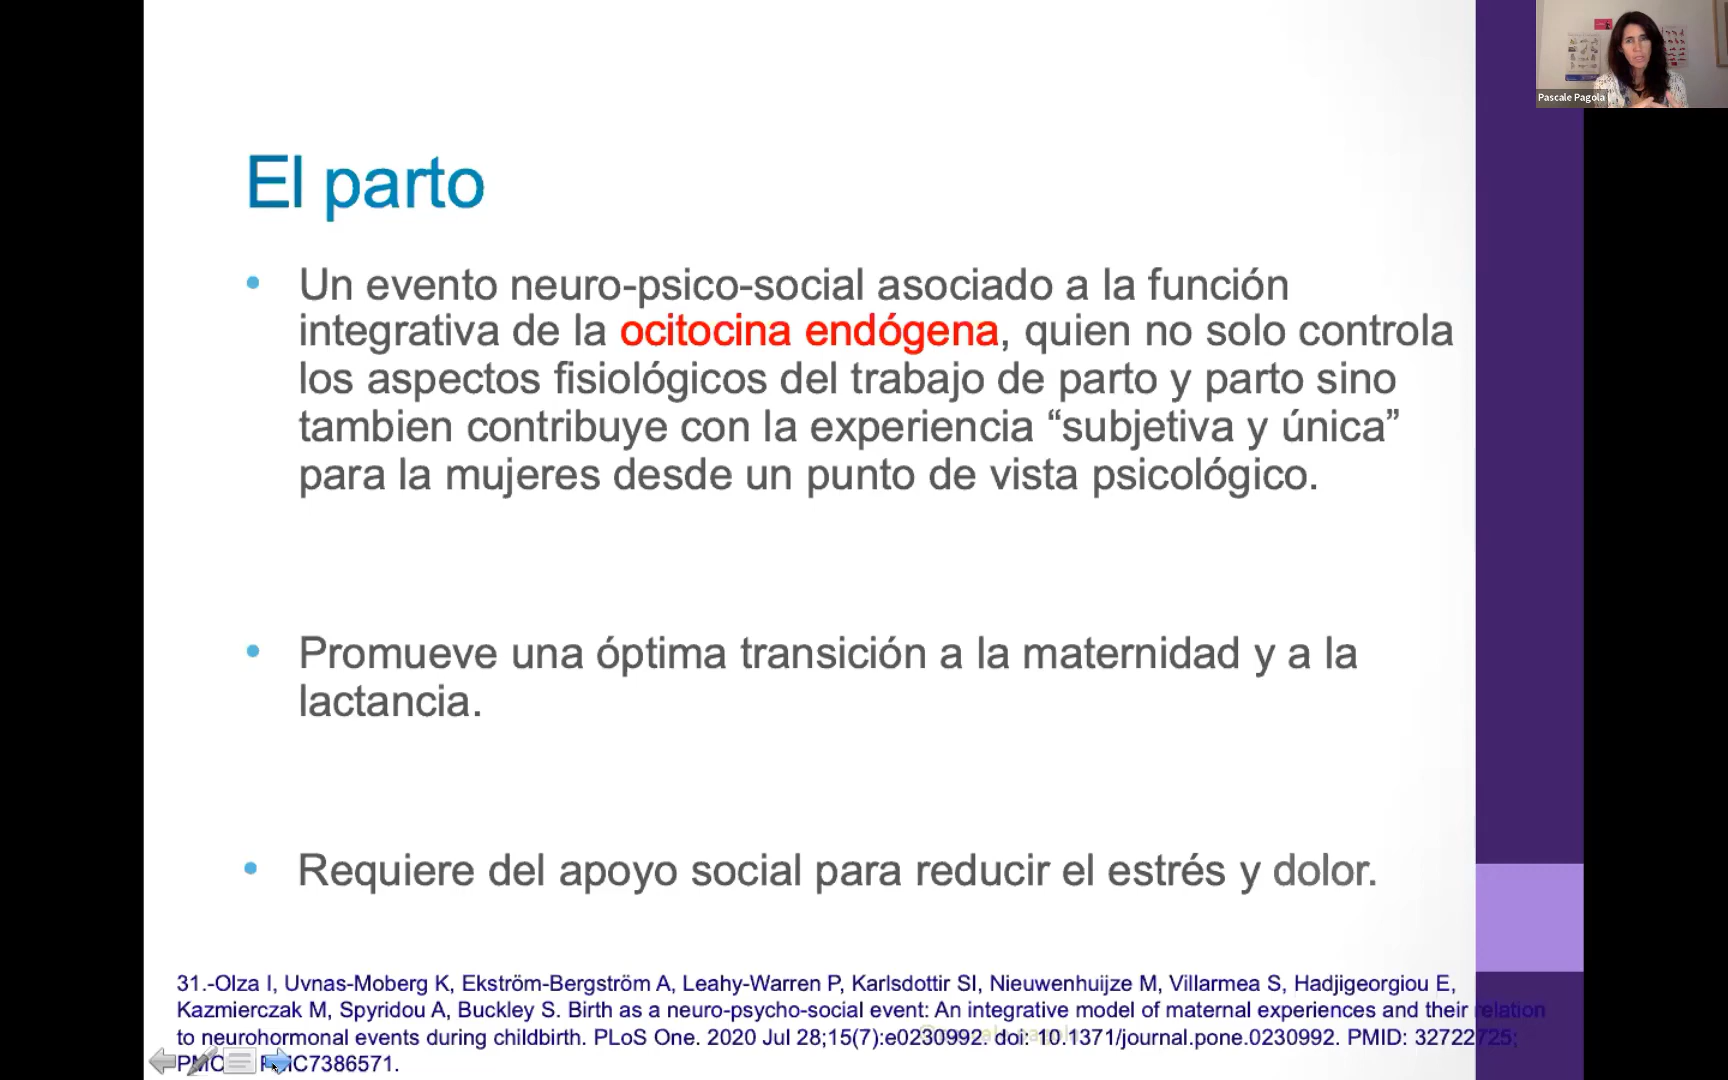 Pascale Pagola
El parto
• Un evento neuro-psico-social asociado a la función
integrativa de la ocitocina endógena, quien no solo controla
los aspectos fisiológicos del trabajo de parto y parto sino
tambien contribuye con la experiencia “subjetiva y única”
para la mujeres desde un punto de vista psicológico.
• Promueve una óptima transición a la maternidad y a la
lactancia.
• Requiere del apoyo social para reducir el estrés y dolor.
31.-Olza I, Uvnas-Moberg K, Ekström-Bergström A, Leahy-Warren P, Karlsdottir SI, Nieuwenhuijze M, Villarmea S, Hadjigeorgiou E,
Kazmierczak M, Spyridou A, Buckley S. Birth as a neuro-psycho-social event: An integrative model of maternal experiences and their relation
to neurohormonal events during childbirth. PLoS One. 2020 Jul 28;15(7):e0230992. doi: 10.1371/journal.pone.0230992. PMID: 32722725;
PMC7386571.